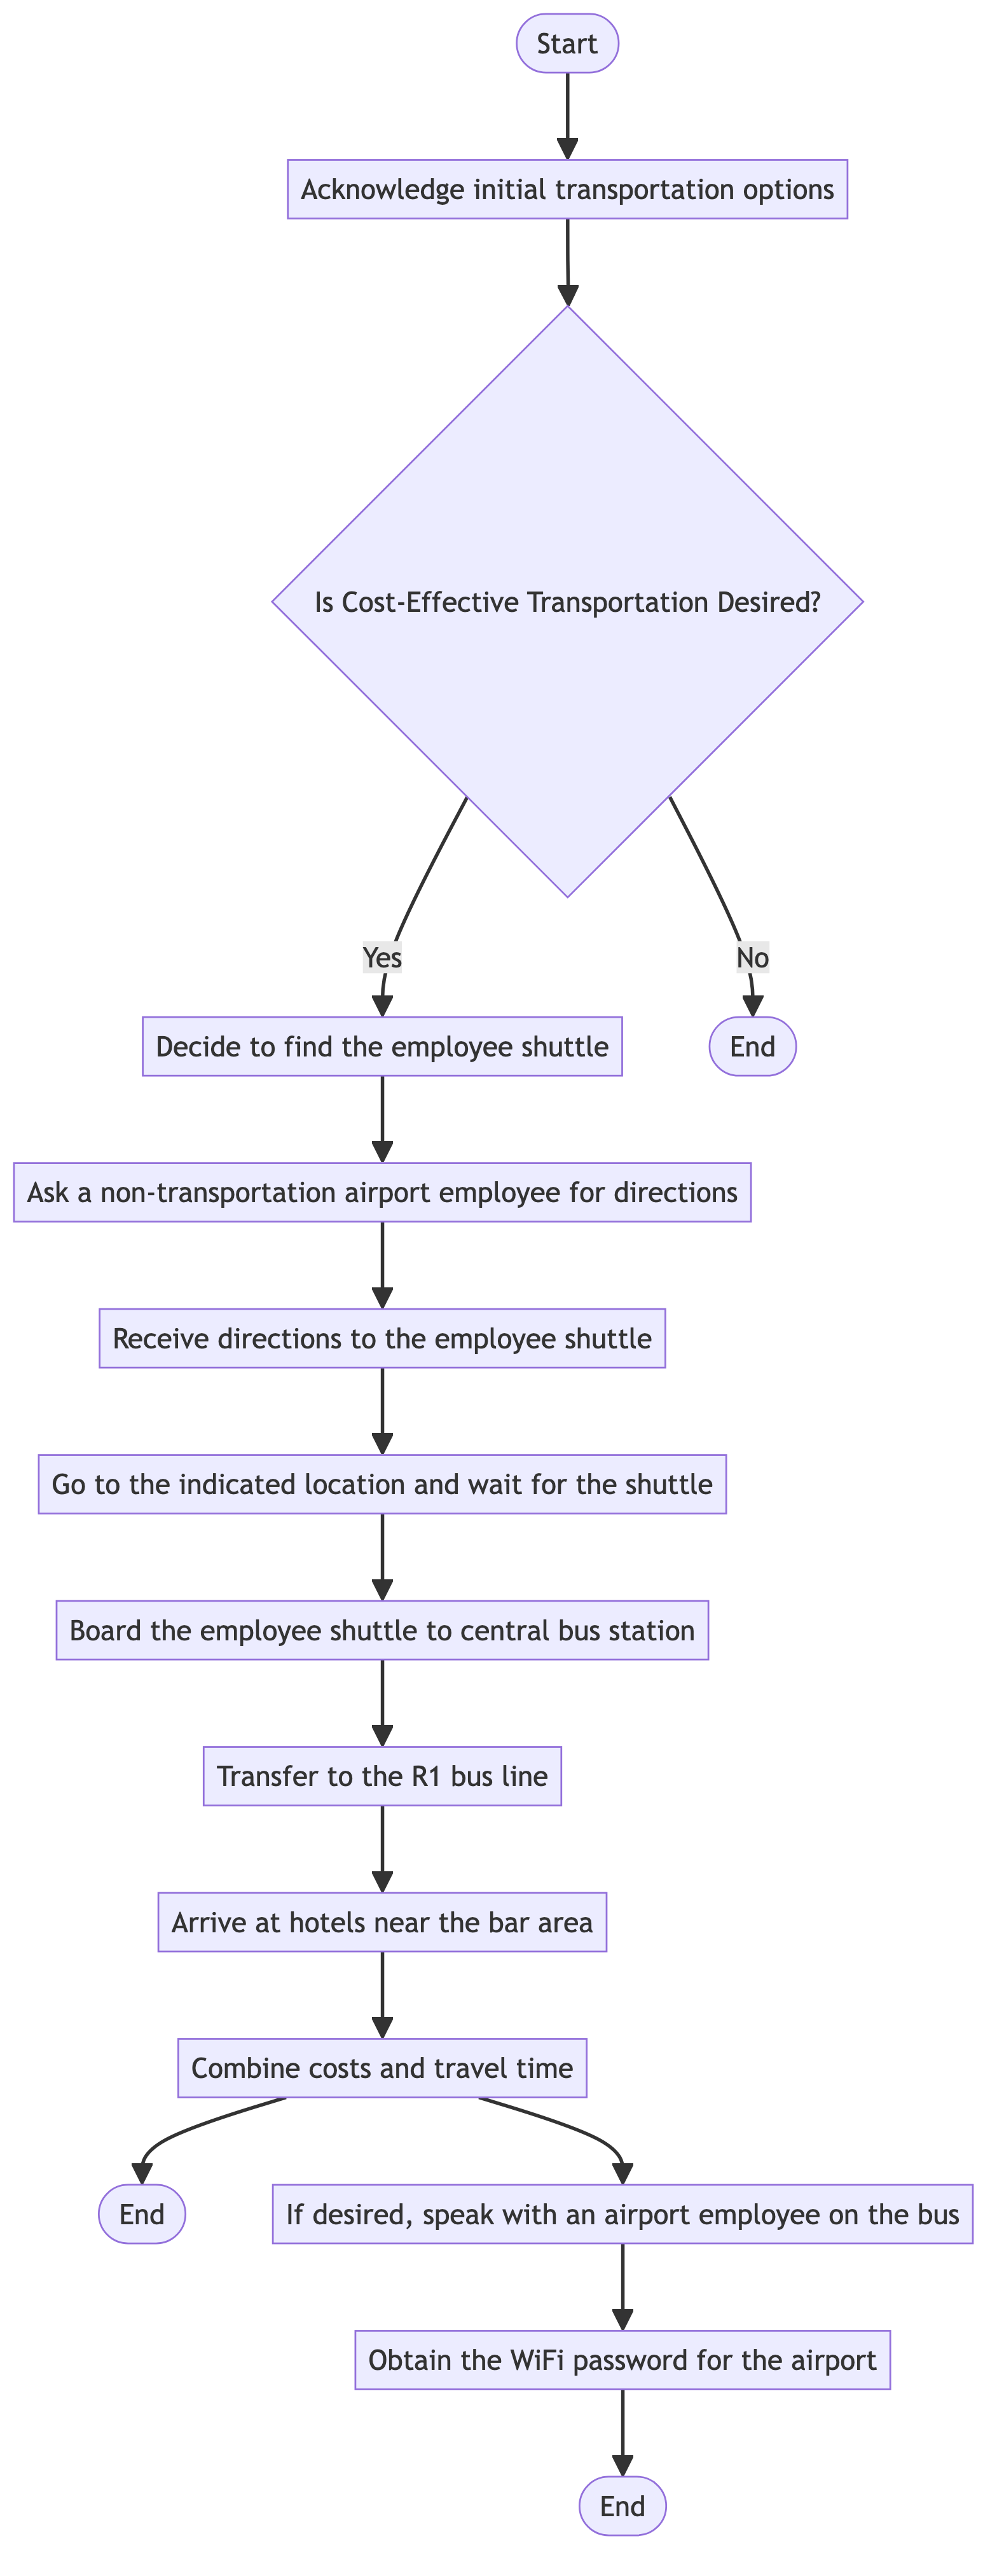 Start
Acknowledge initial transportation options
Is Cost-Effective Transportation Desired?
Yes
No
Decide to find the employee shuttle
End
Ask a non-transportation airport employee for directions
Receive directions to the employee shuttle
Go to the indicated location and wait for the shuttle
Board the employee shuttle to central bus station
Transfer to the R1 bus line
Arrive at hotels near the bar area
Combine costs and travel time
End
If desired, speak with an airport employee on the bus
Obtain the WiFi password for the airport
End